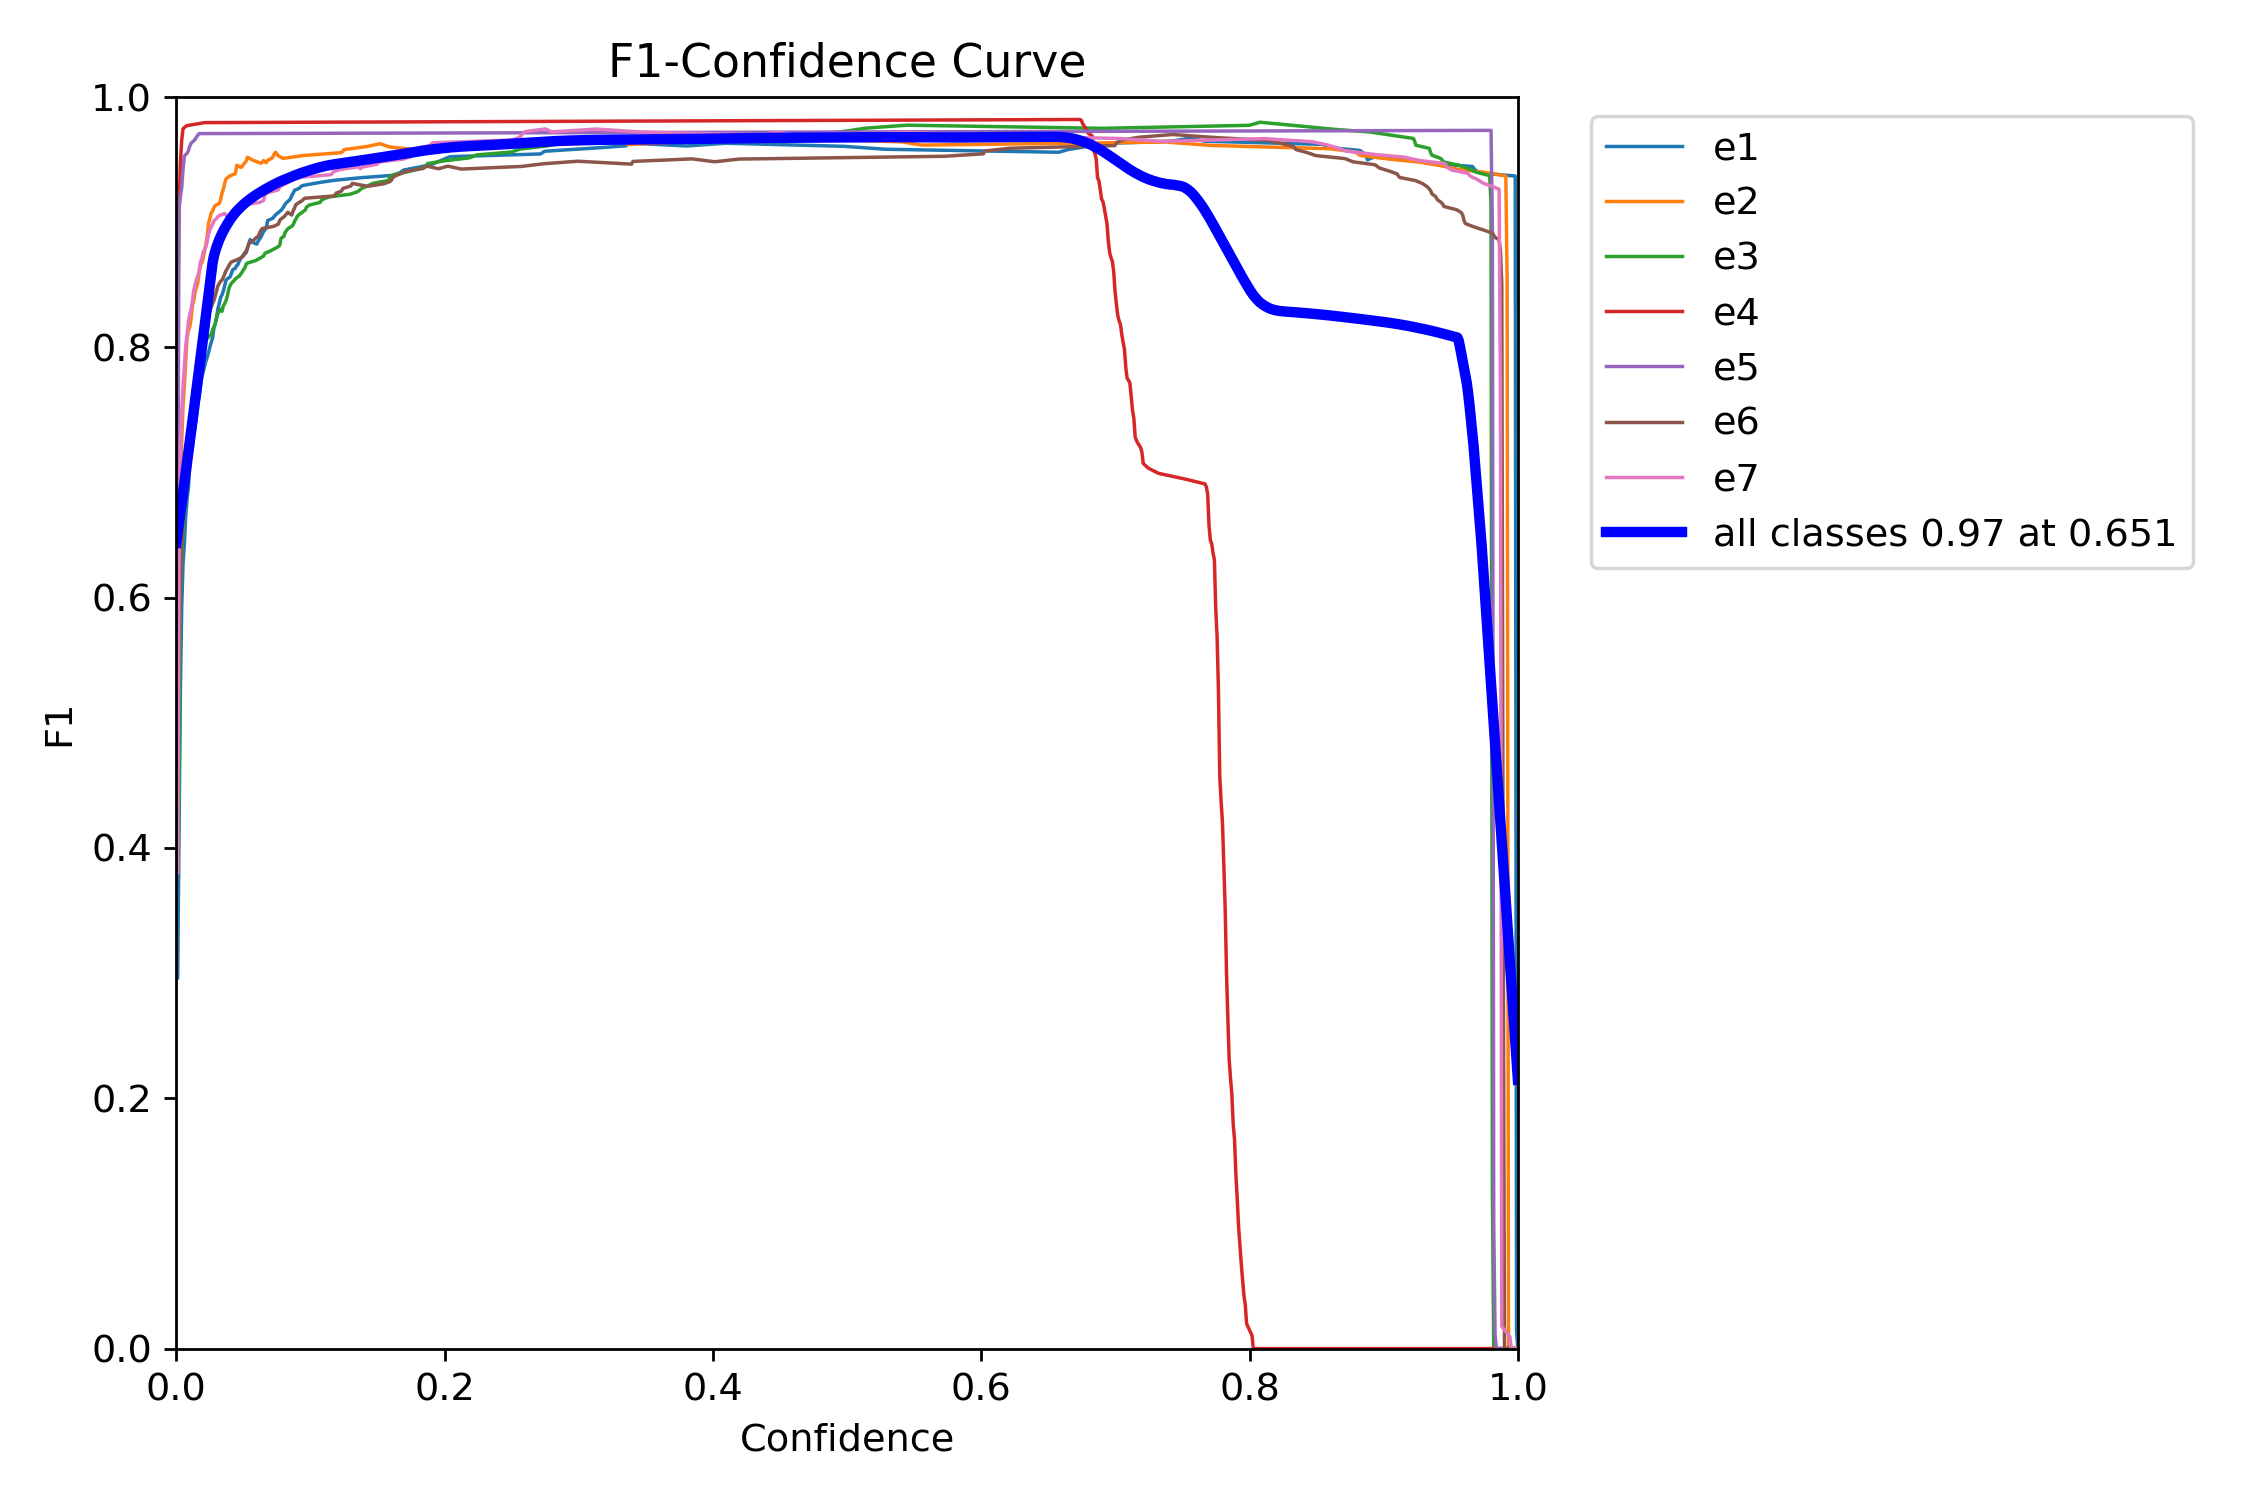 F1-Confidence Curve
1.0
0.8
0.6
0.4
0.2
0.0
F1
0.0 0.2 0.4 0.6 0.8 1.0
Confidence
e1
e2
e3
e4
e5
e6
e7
all classes 0.97 at 0.651